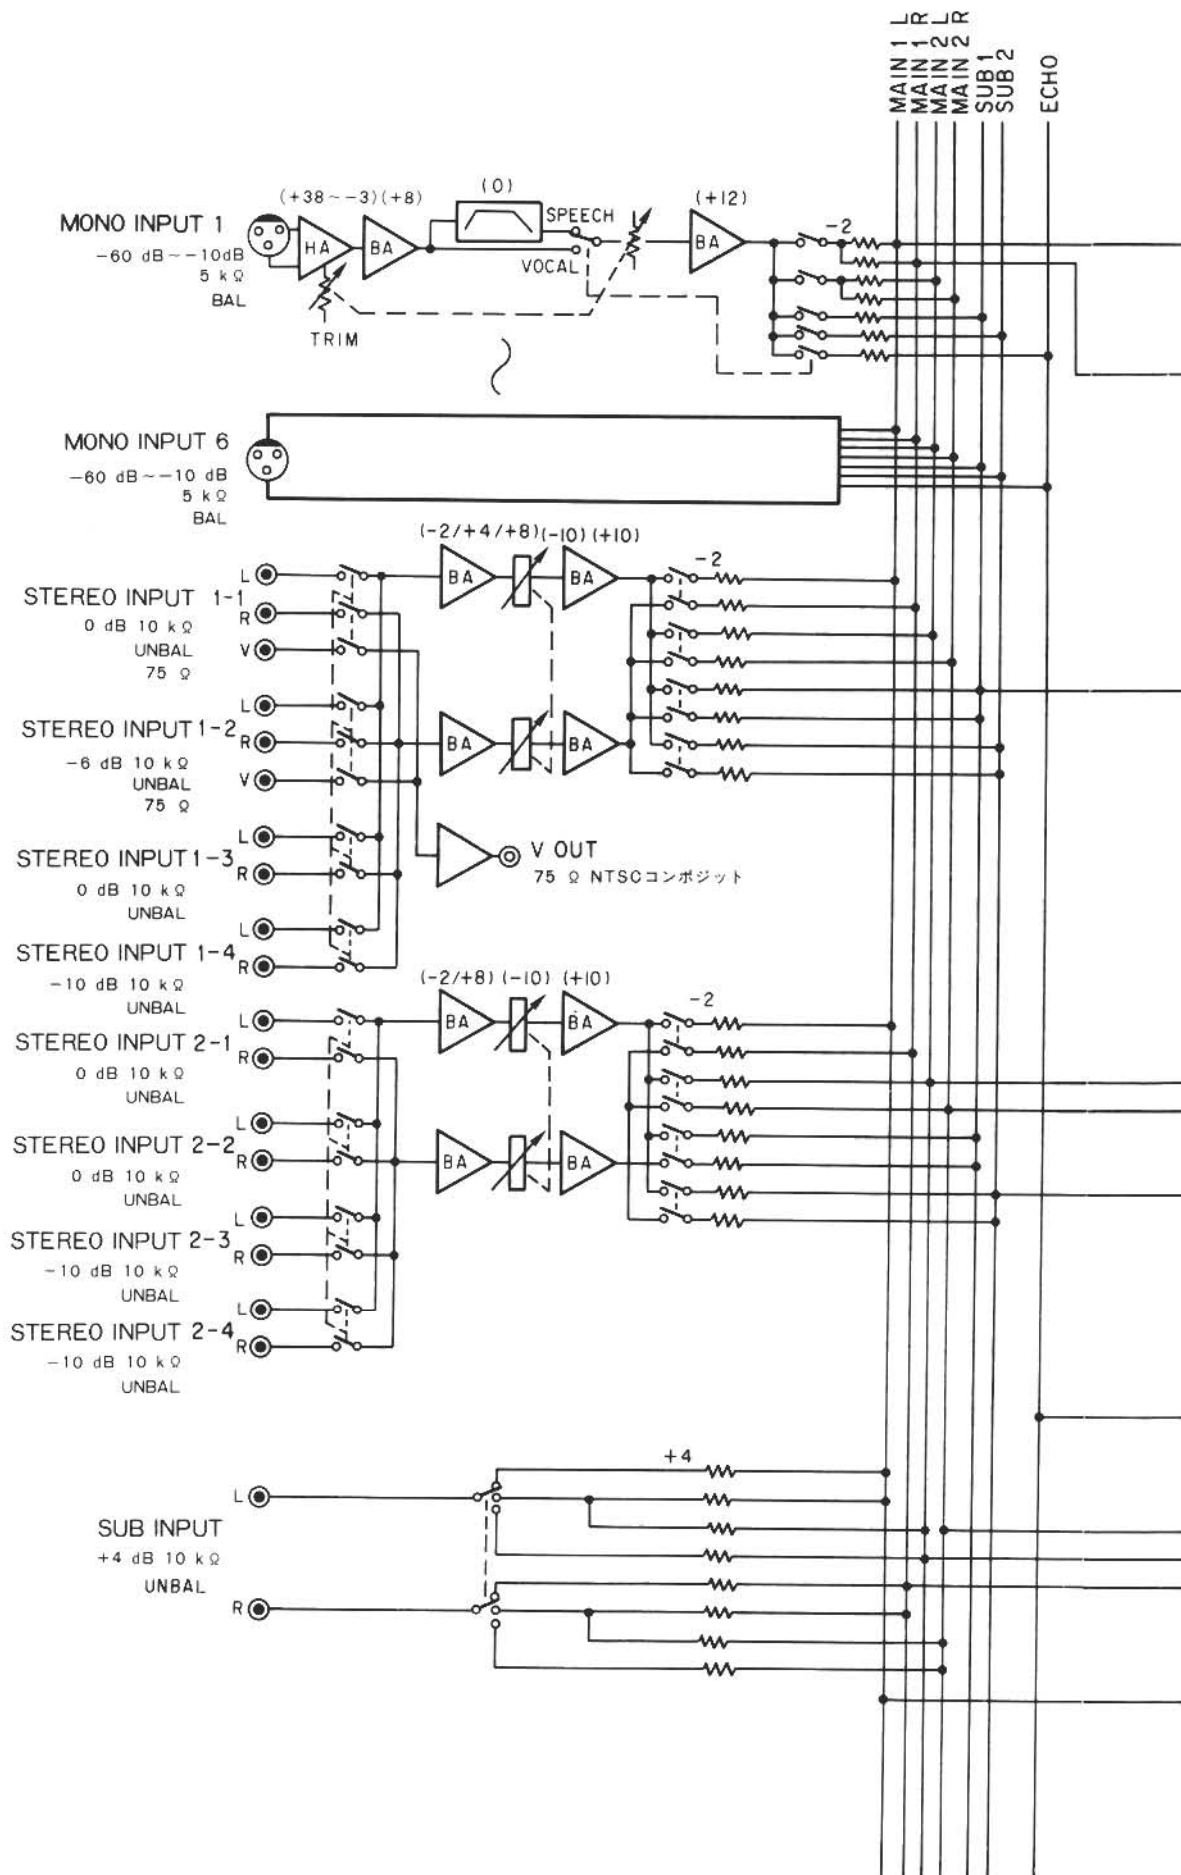 MAIN 1 L
MAIN 1 R
MAIN 2 L
MAIN 2 R
SUB 1
SUB 2
ECHO
(+38~-3)(+8)
(0)
(+12)
MONO INPUT 1
-60 dB~-10dB
5 kΩ
BAL
HA
BA
SPEECH
VOCAL
BA
-2
TRIM
MONO INPUT 6
-60 dB~-10 dB
5 kΩ
BAL
(-2/+4/+8)(-10)(+10)
-2
L
BA
BA
STEREO INPUT 1-1
R
0 dB 10 kΩ
UNBAL
V
75 Ω
L
STEREO INPUT 1-2
R
BA
BA
-6 dB 10 kΩ
UNBAL
V
75 Ω
L
V OUT
STEREO INPUT 1-3
R
75 Ω NTSCコンポジット
0 dB 10 kΩ
UNBAL
L
STEREO INPUT 1-4
R
-10 dB 10 kΩ
UNBAL
(-2/+8) (-10) (+10)
-2
L
BA
BA
STEREO INPUT 2-1
R
0 dB 10 kΩ
UNBAL
L
STEREO INPUT 2-2
R
BA
BA
0 dB 10 kΩ
UNBAL
L
STEREO INPUT 2-3
R
-10 dB 10 kΩ
UNBAL
L
STEREO INPUT 2-4
R
-10 dB 10 kΩ
UNBAL
+4
L
SUB INPUT
+4 dB 10 kΩ
UNBAL
R